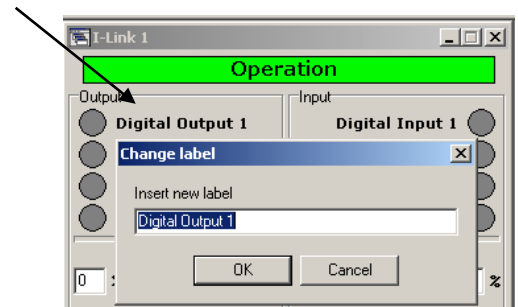 I-Link 1
Operation
Output Input
Digital Output 1 Digital Input 1
Change label
Insert new label
Digital Output 1
OK Cancel
0 %